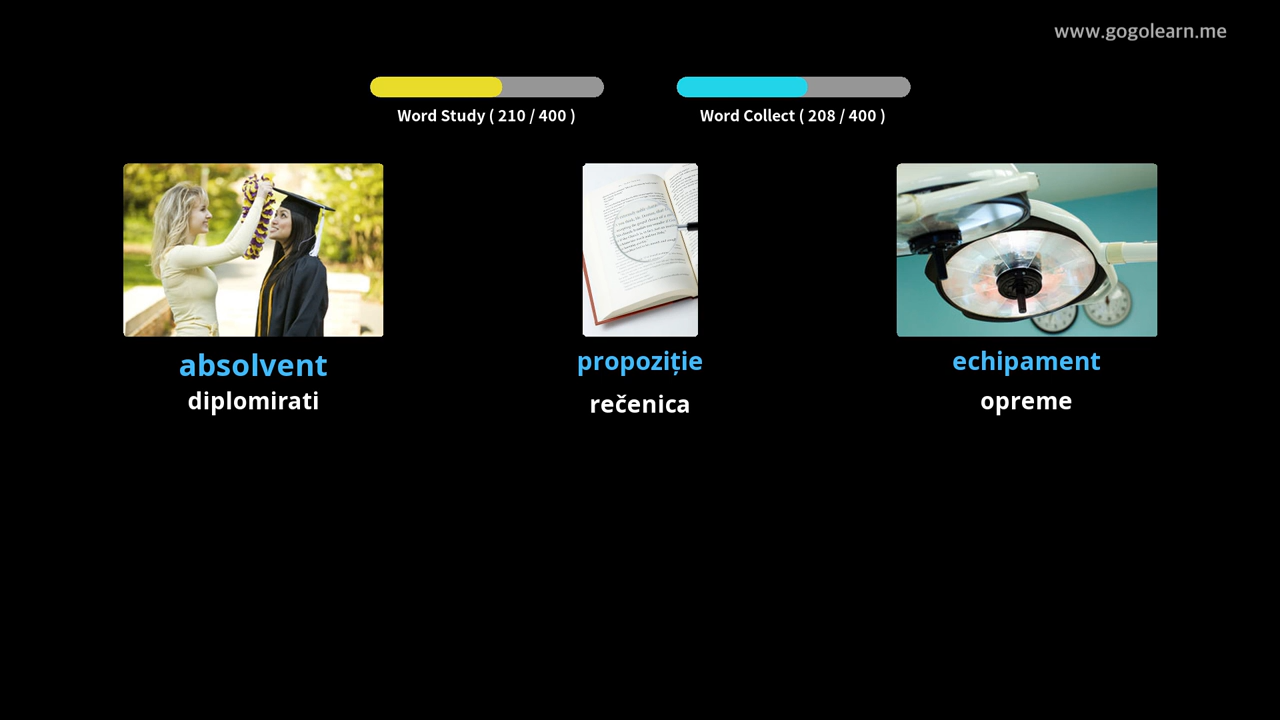 www.gogolearn.me
Word Study ( 210 / 400 )
Word Collect ( 208 / 400 )
absolvent
propoziție
echipament
diplomirati
rečenica
opreme